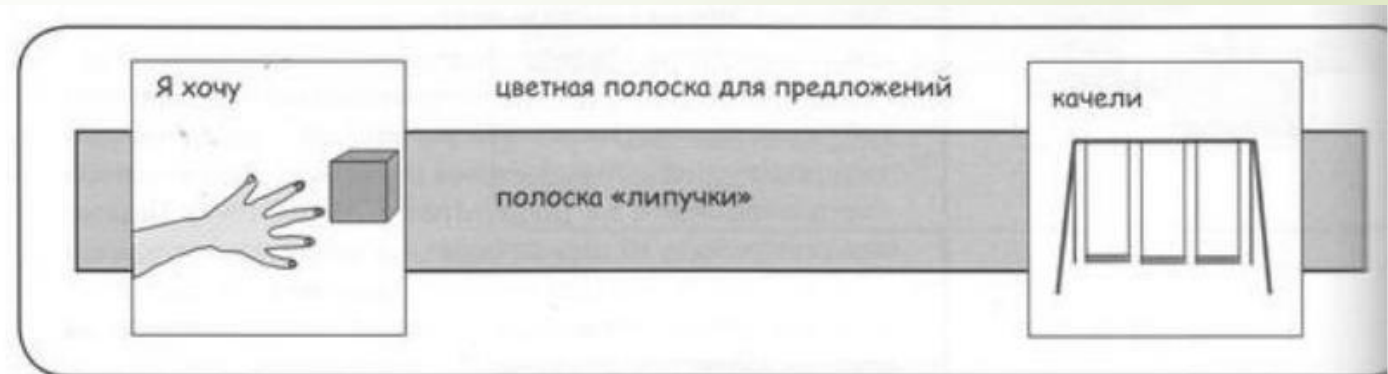 Я хочу
цветная полоска для предложений
качели
полоска «липучки»